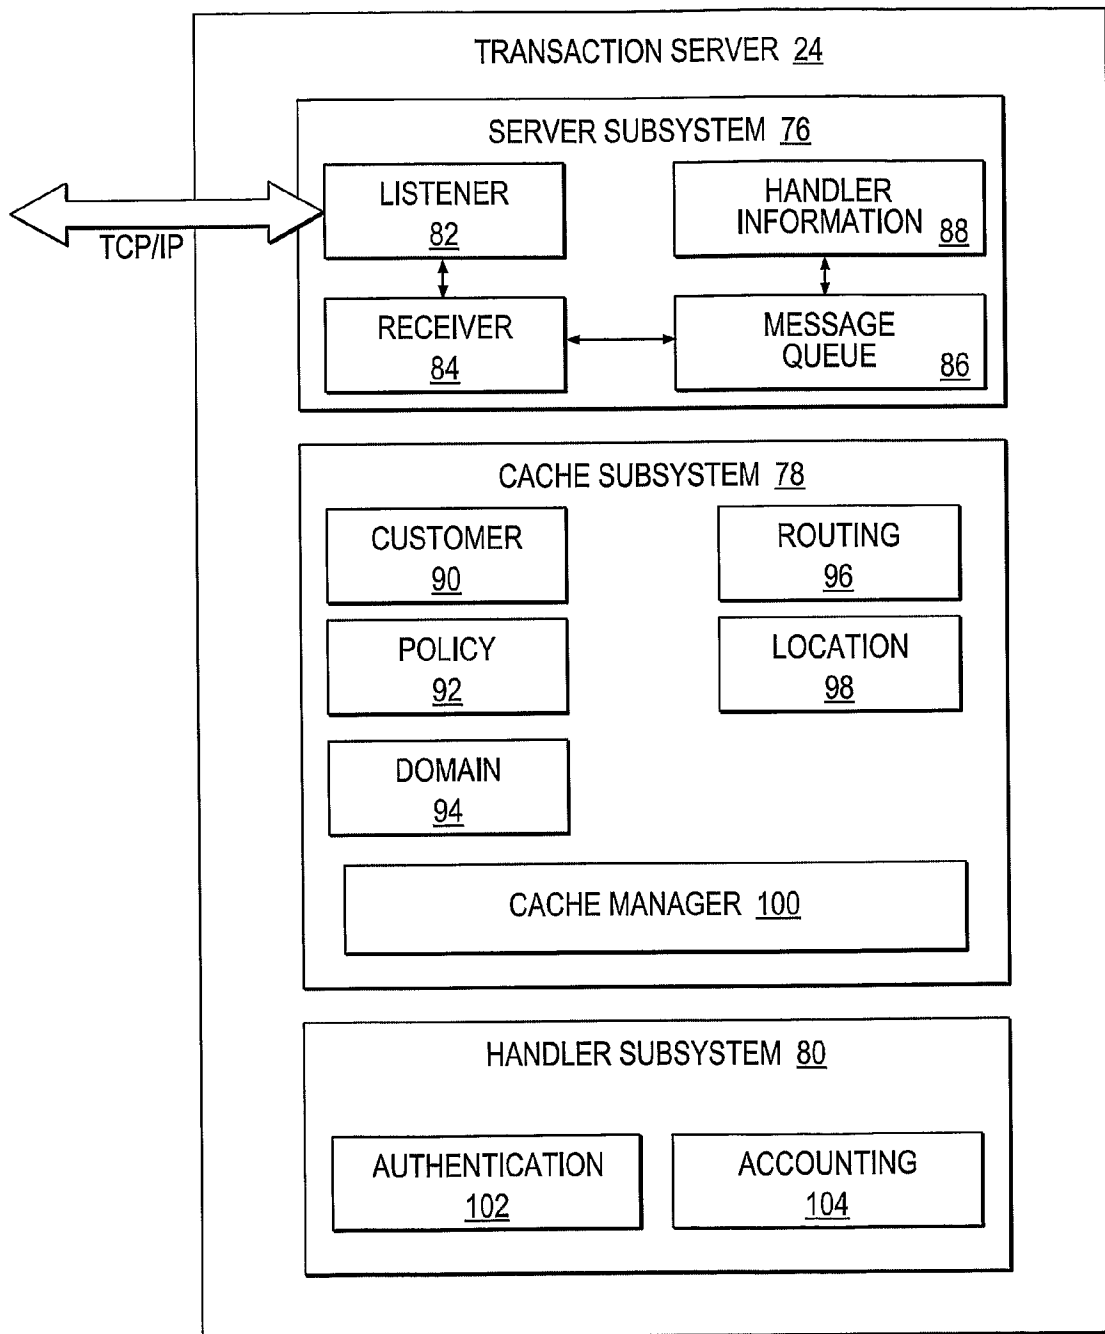 TRANSACTION SERVER 24
SERVER SUBSYSTEM 76
LISTENER
82
HANDLER
INFORMATION
88
TCP/IP
RECEIVER
84
MESSAGE
QUEUE
86
CACHE SUBSYSTEM 78
CUSTOMER
90
ROUTING
96
POLICY
92
LOCATION
98
DOMAIN
94
CACHE MANAGER 100
HANDLER SUBSYSTEM 80
AUTHENTICATION
102
ACCOUNTING
104